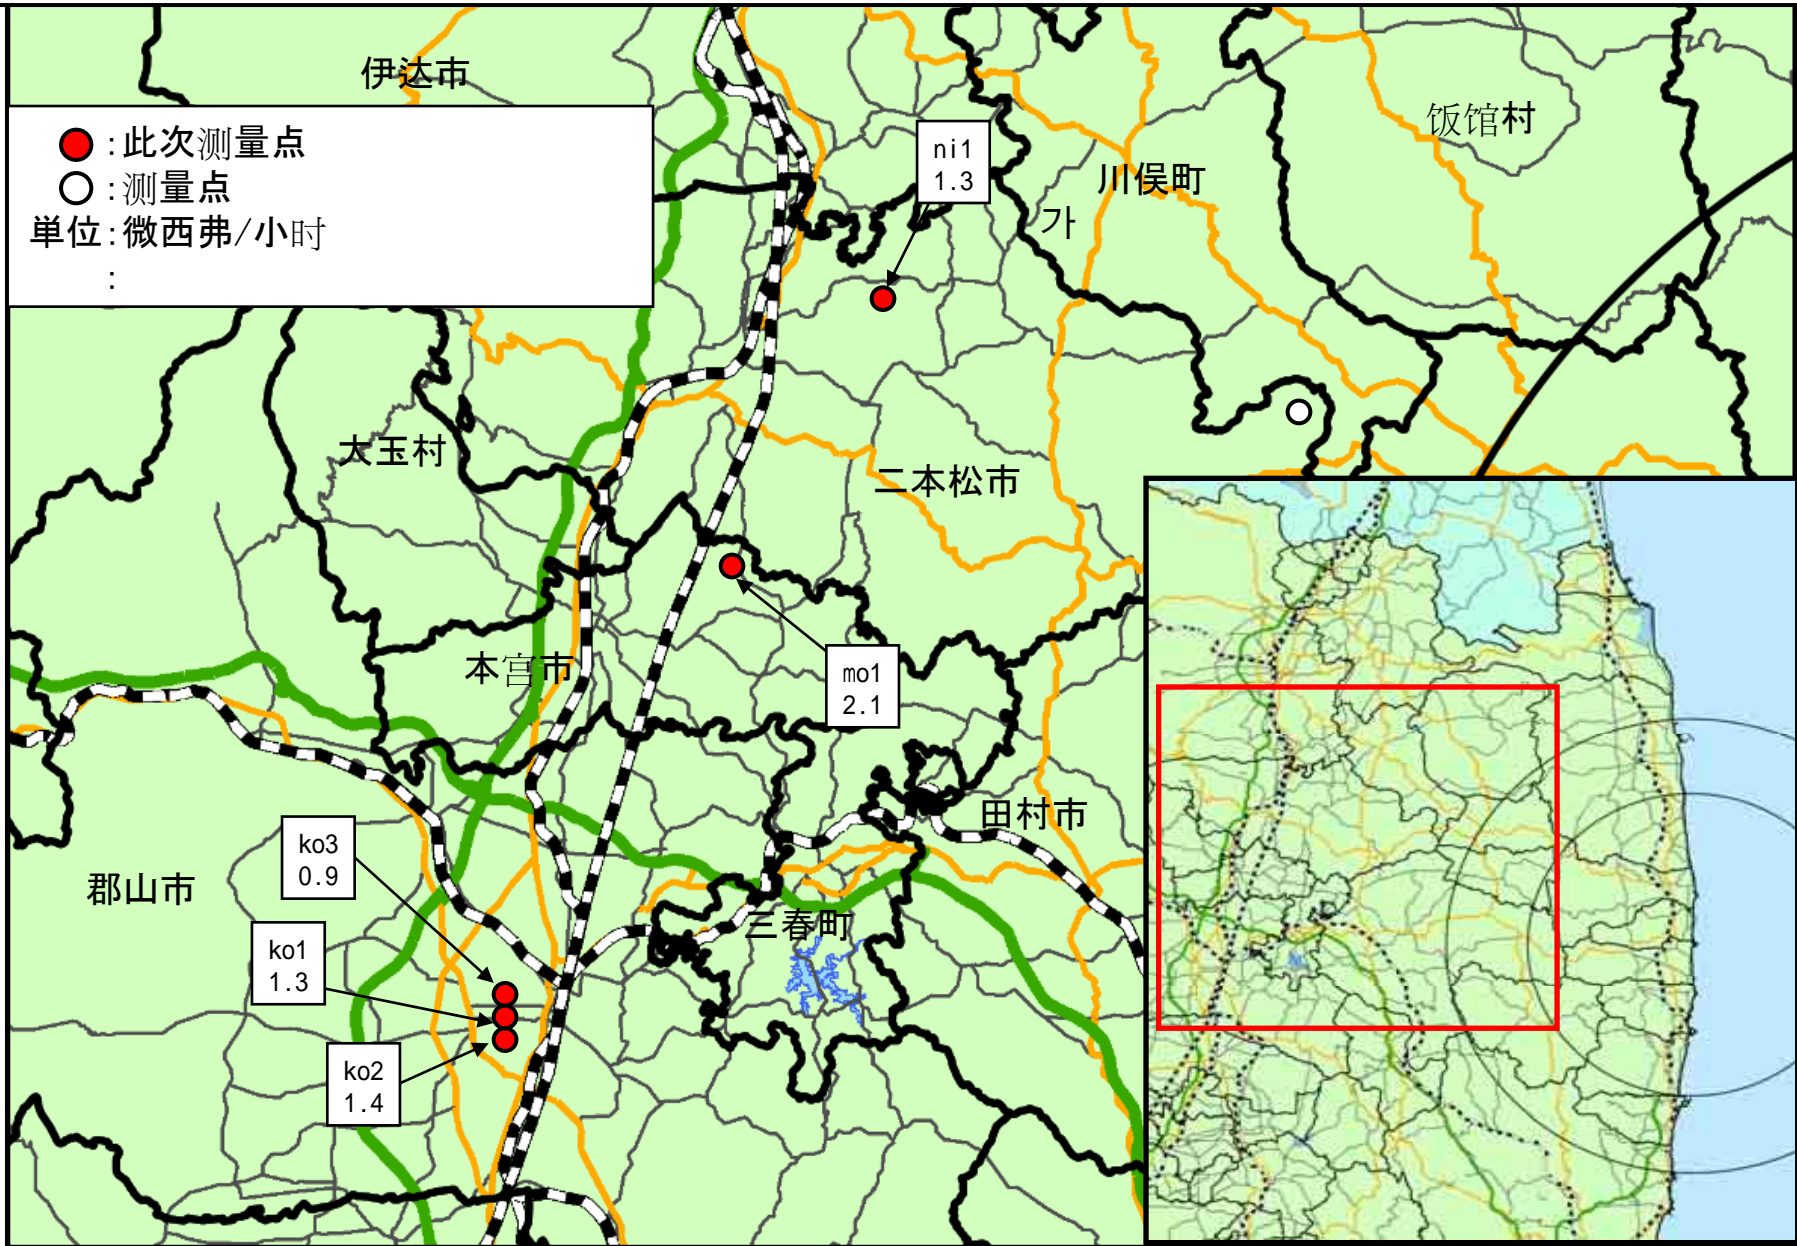 伊达市
饭馆村
●:此次测量点
○:测量点
単位:微西弗/小时
:
ni1
1.3
川俣町
가
大玉村
二本松市
本宫市
mo1
2.1
田村市
ko3
0.9
郡山市
三春町
ko1
1.3
ko2
1.4